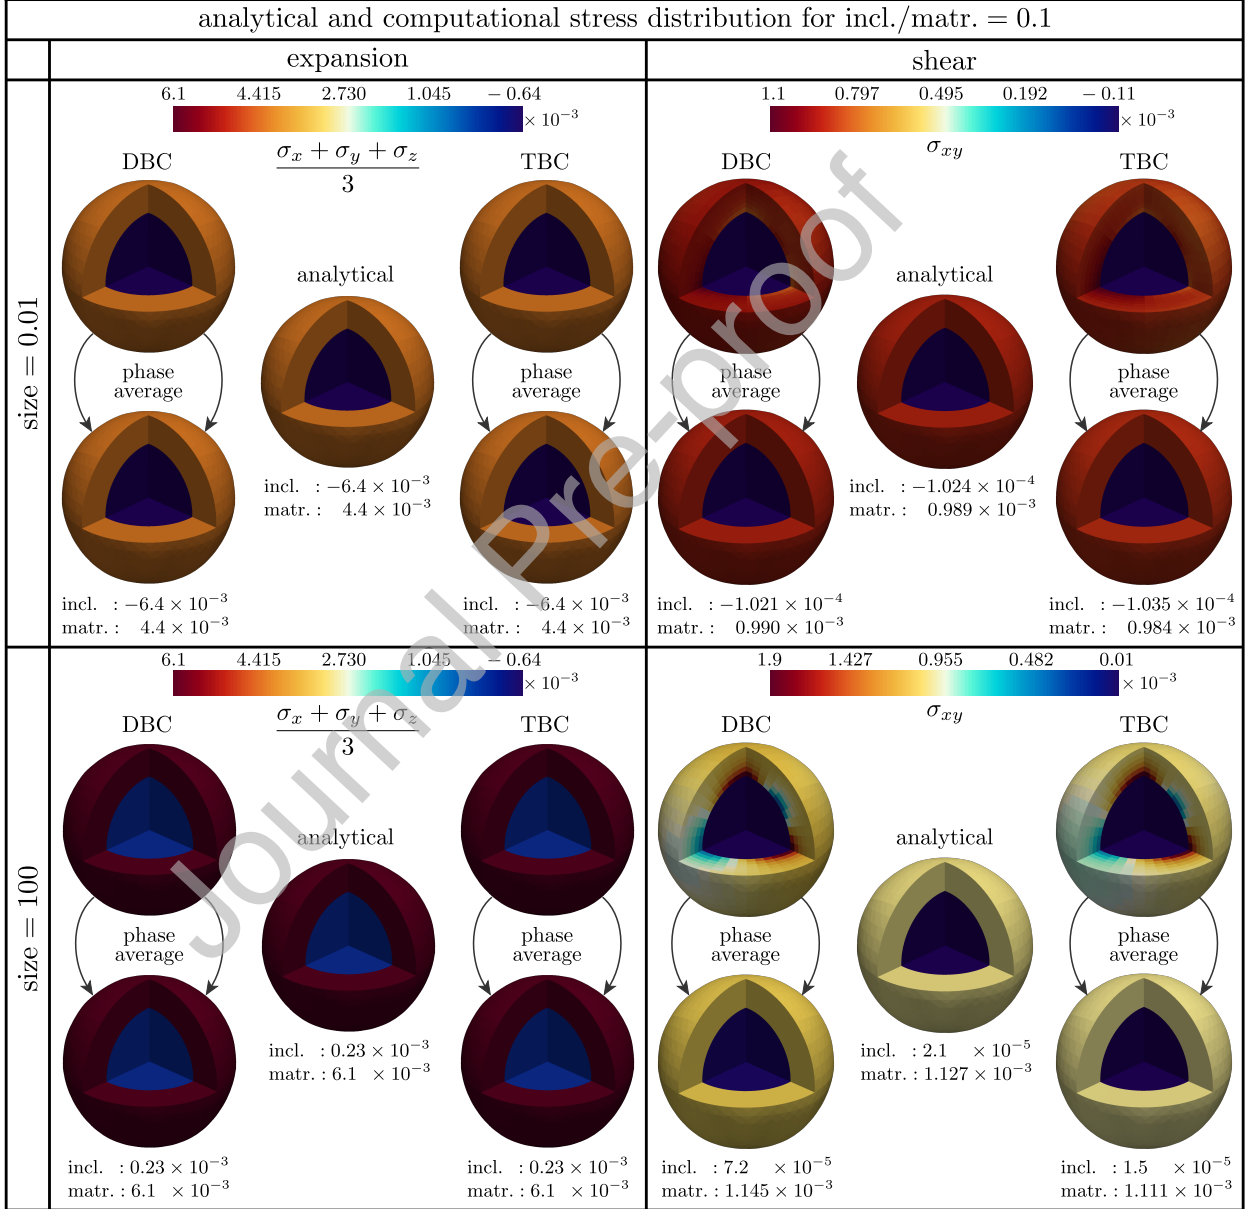 analytical and computational stress distribution for incl./matr. = 0.1
expansion
shear
size = 0.01
6.1 4.415 2.730 1.045 −0.64
× 10⁻³
DBC
(σx + σy + σz)/3
TBC
analytical
phase
average
phase
average
incl. : −6.4 × 10⁻³
matr. : 4.4 × 10⁻³
incl. : −6.4 × 10⁻³
matr. : 4.4 × 10⁻³
incl. : −6.4 × 10⁻³
matr. : 4.4 × 10⁻³
1.1 0.797 0.495 0.192 −0.11
× 10⁻³
DBC
σxy
TBC
analytical
phase
average
phase
average
incl. : −1.024 × 10⁻⁴
matr. : 0.989 × 10⁻³
incl. : −1.021 × 10⁻⁴
matr. : 0.990 × 10⁻³
incl. : −1.035 × 10⁻⁴
matr. : 0.984 × 10⁻³
size = 100
6.1 4.415 2.730 1.045 −0.64
× 10⁻³
DBC
(σx + σy + σz)/3
TBC
analytical
phase
average
phase
average
incl. : 0.23 × 10⁻³
matr. : 6.1 × 10⁻³
incl. : 0.23 × 10⁻³
matr. : 6.1 × 10⁻³
incl. : 0.23 × 10⁻³
matr. : 6.1 × 10⁻³
1.9 1.427 0.955 0.482 0.01
× 10⁻³
DBC
σxy
TBC
analytical
phase
average
phase
average
incl. : 2.1 × 10⁻⁵
matr. : 1.127 × 10⁻³
incl. : 7.2 × 10⁻⁵
matr. : 1.145 × 10⁻³
incl. : 1.5 × 10⁻⁵
matr. : 1.111 × 10⁻³
Journal Pre-proof